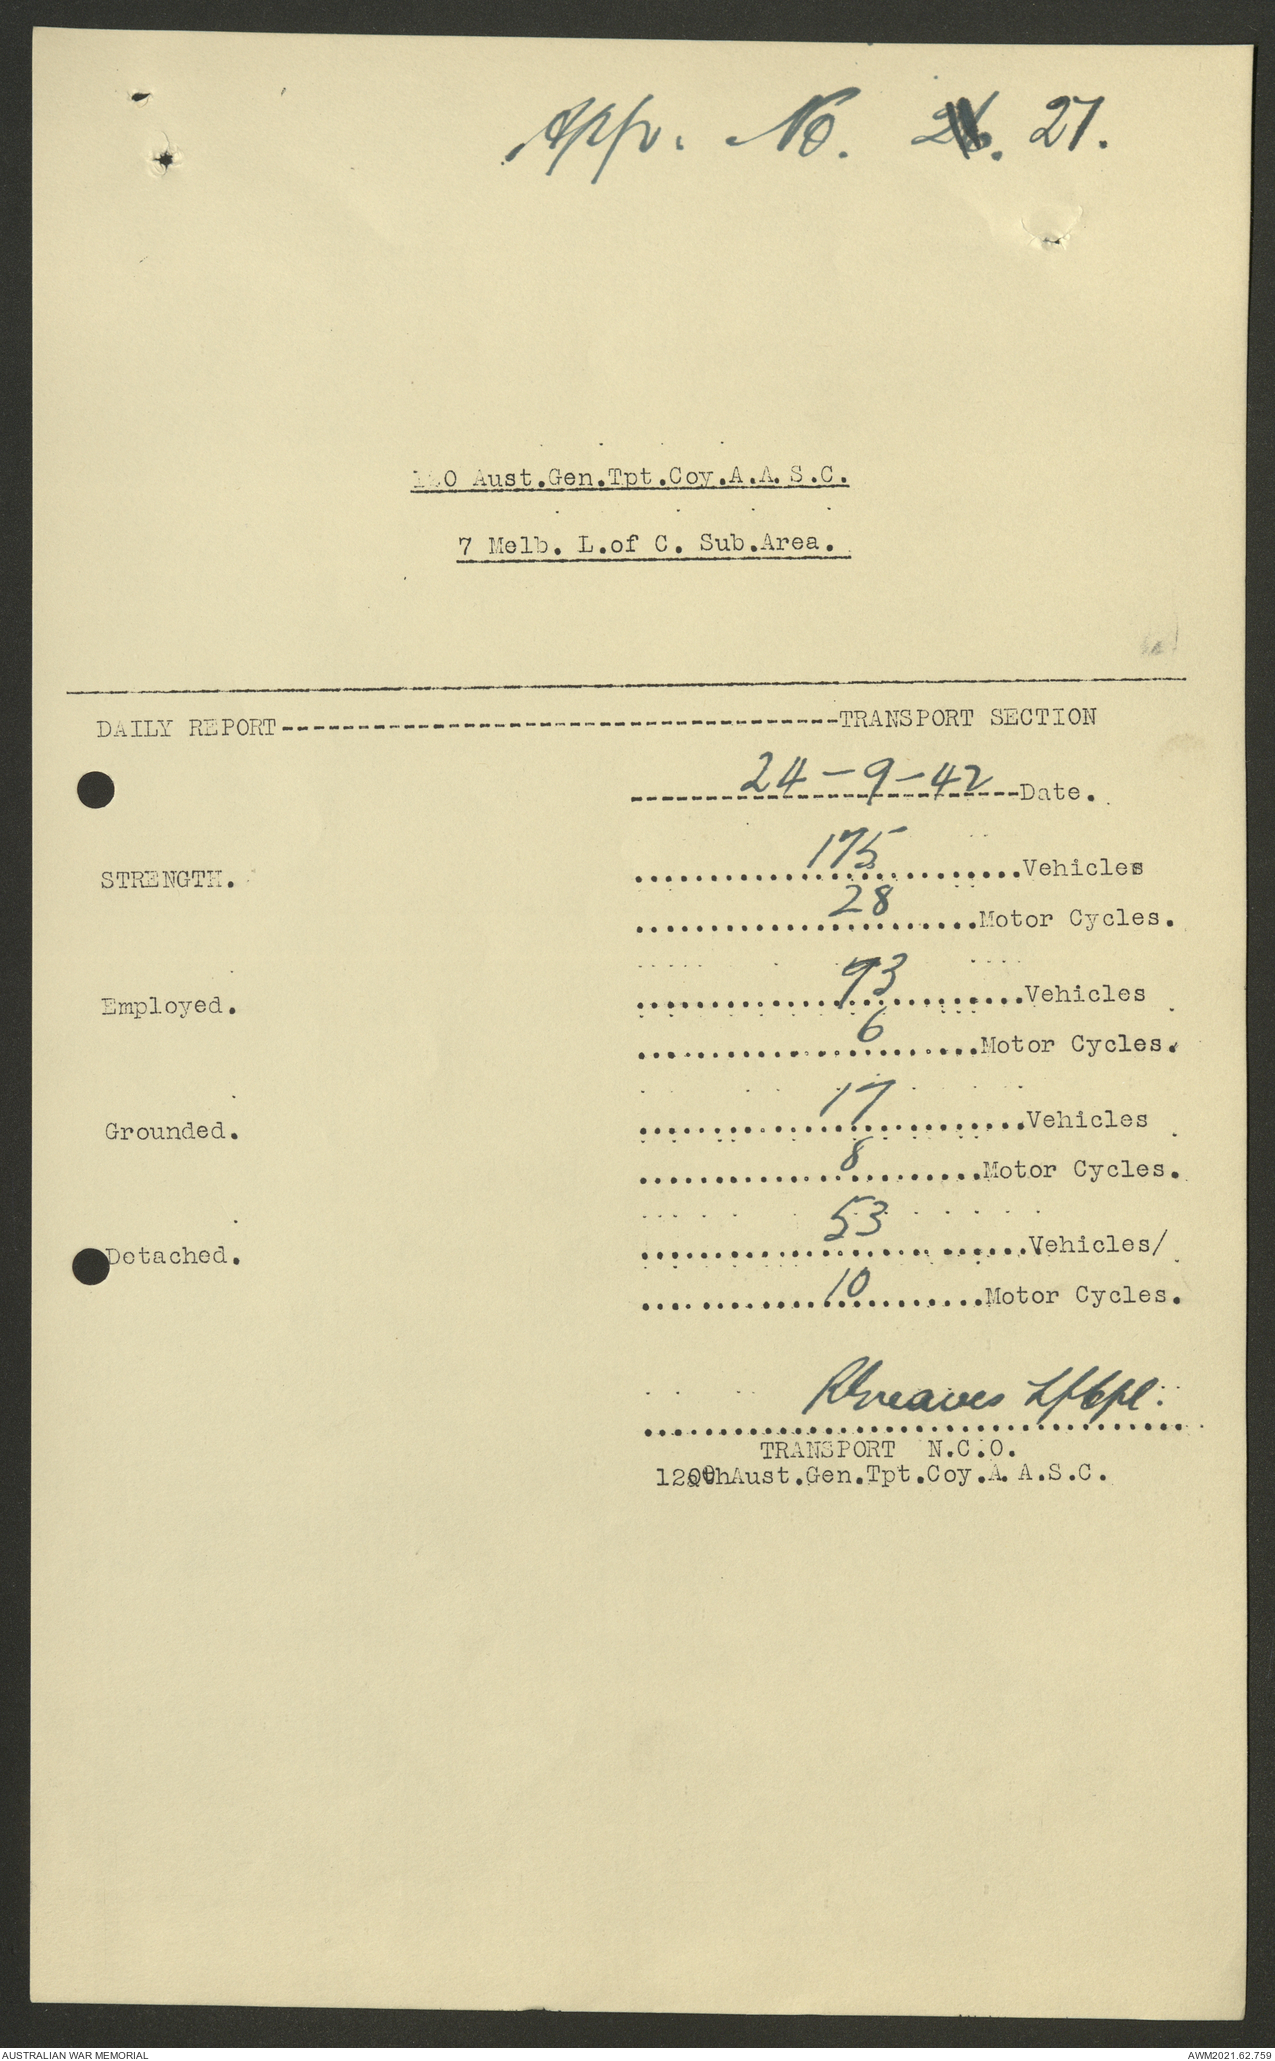 App. No. 26. 27.
120 Aust.Gen.Tpt.Coy.A.A.S.C.
7 Melb. L.of C. Sub.Area.
DAILY REPORT-------------------------------------TRANSPORT SECTION
24-9-42 Date.
STRENGTH. 175 Vehicles
28 Motor Cycles.
Employed. 93 Vehicles
6 Motor Cycles.
Grounded. 17 Vehicles
8 Motor Cycles.
Detached. 53 Vehicles/
10 Motor Cycles.
RGreaves L/Cpl.
TRANSPORT N.C.O.
120th Aust.Gen.Tpt.Coy.A.A.S.C.
AUSTRALIAN WAR MEMORIAL
AWM2021.62.759